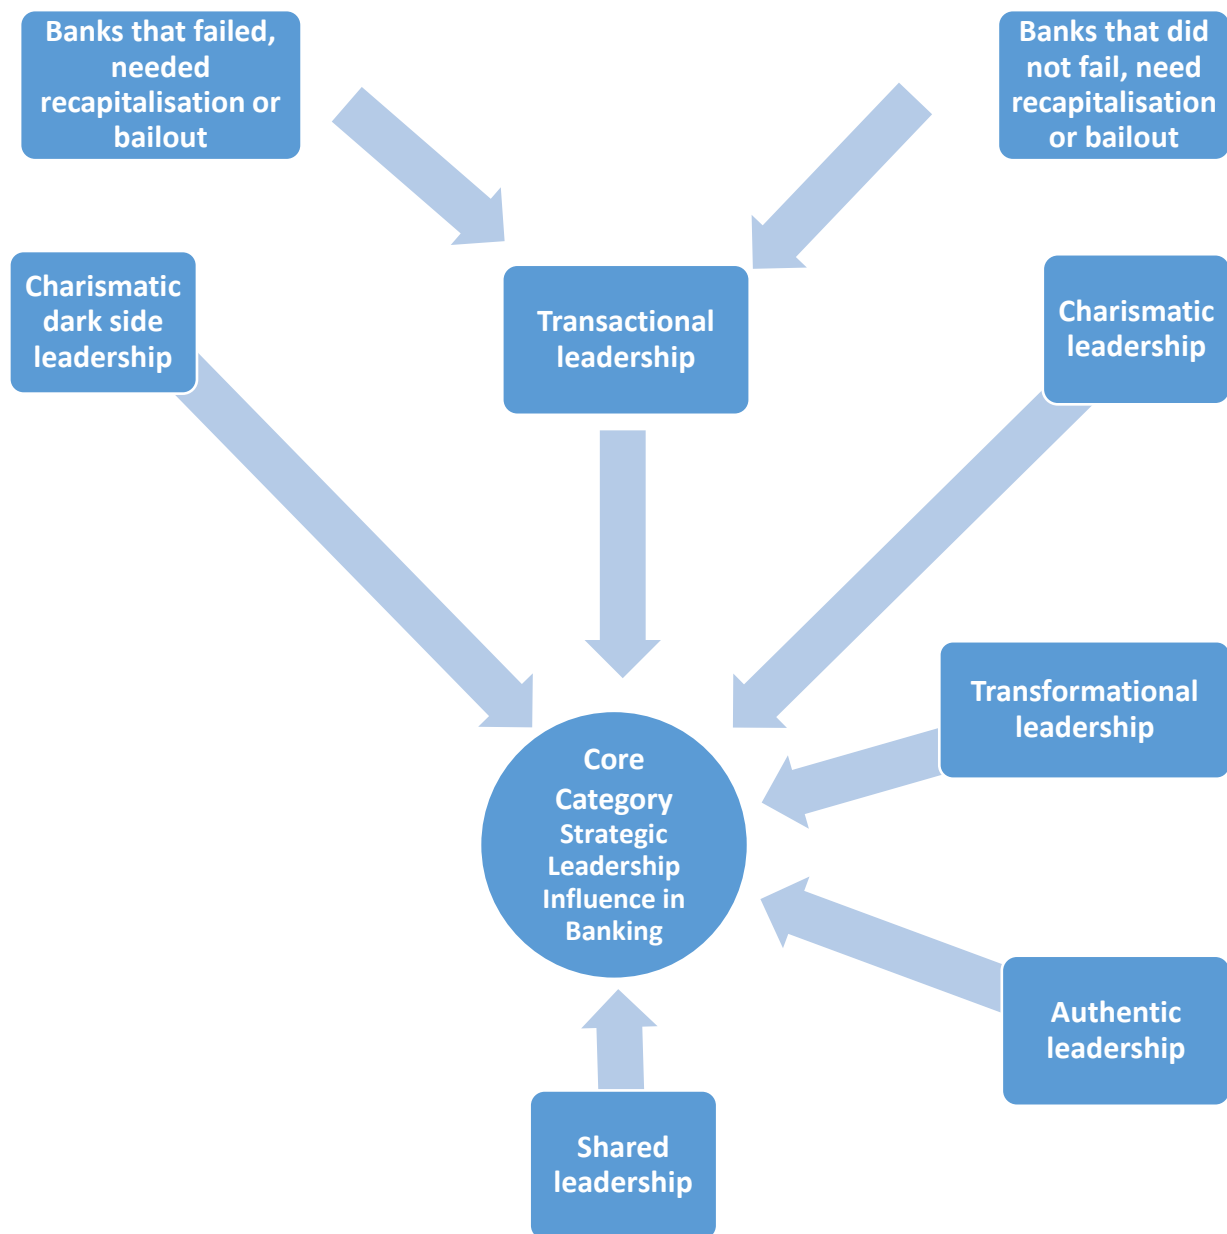 Banks that failed,
needed
recapitalisation or
bailout
Banks that did
not fail, need
recapitalisation
or bailout
Charismatic
dark side
leadership
Transactional
leadership
Charismatic
leadership
Transformational
leadership
Core
Category
Strategic
Leadership
Influence in
Banking
Authentic
leadership
Shared
leadership